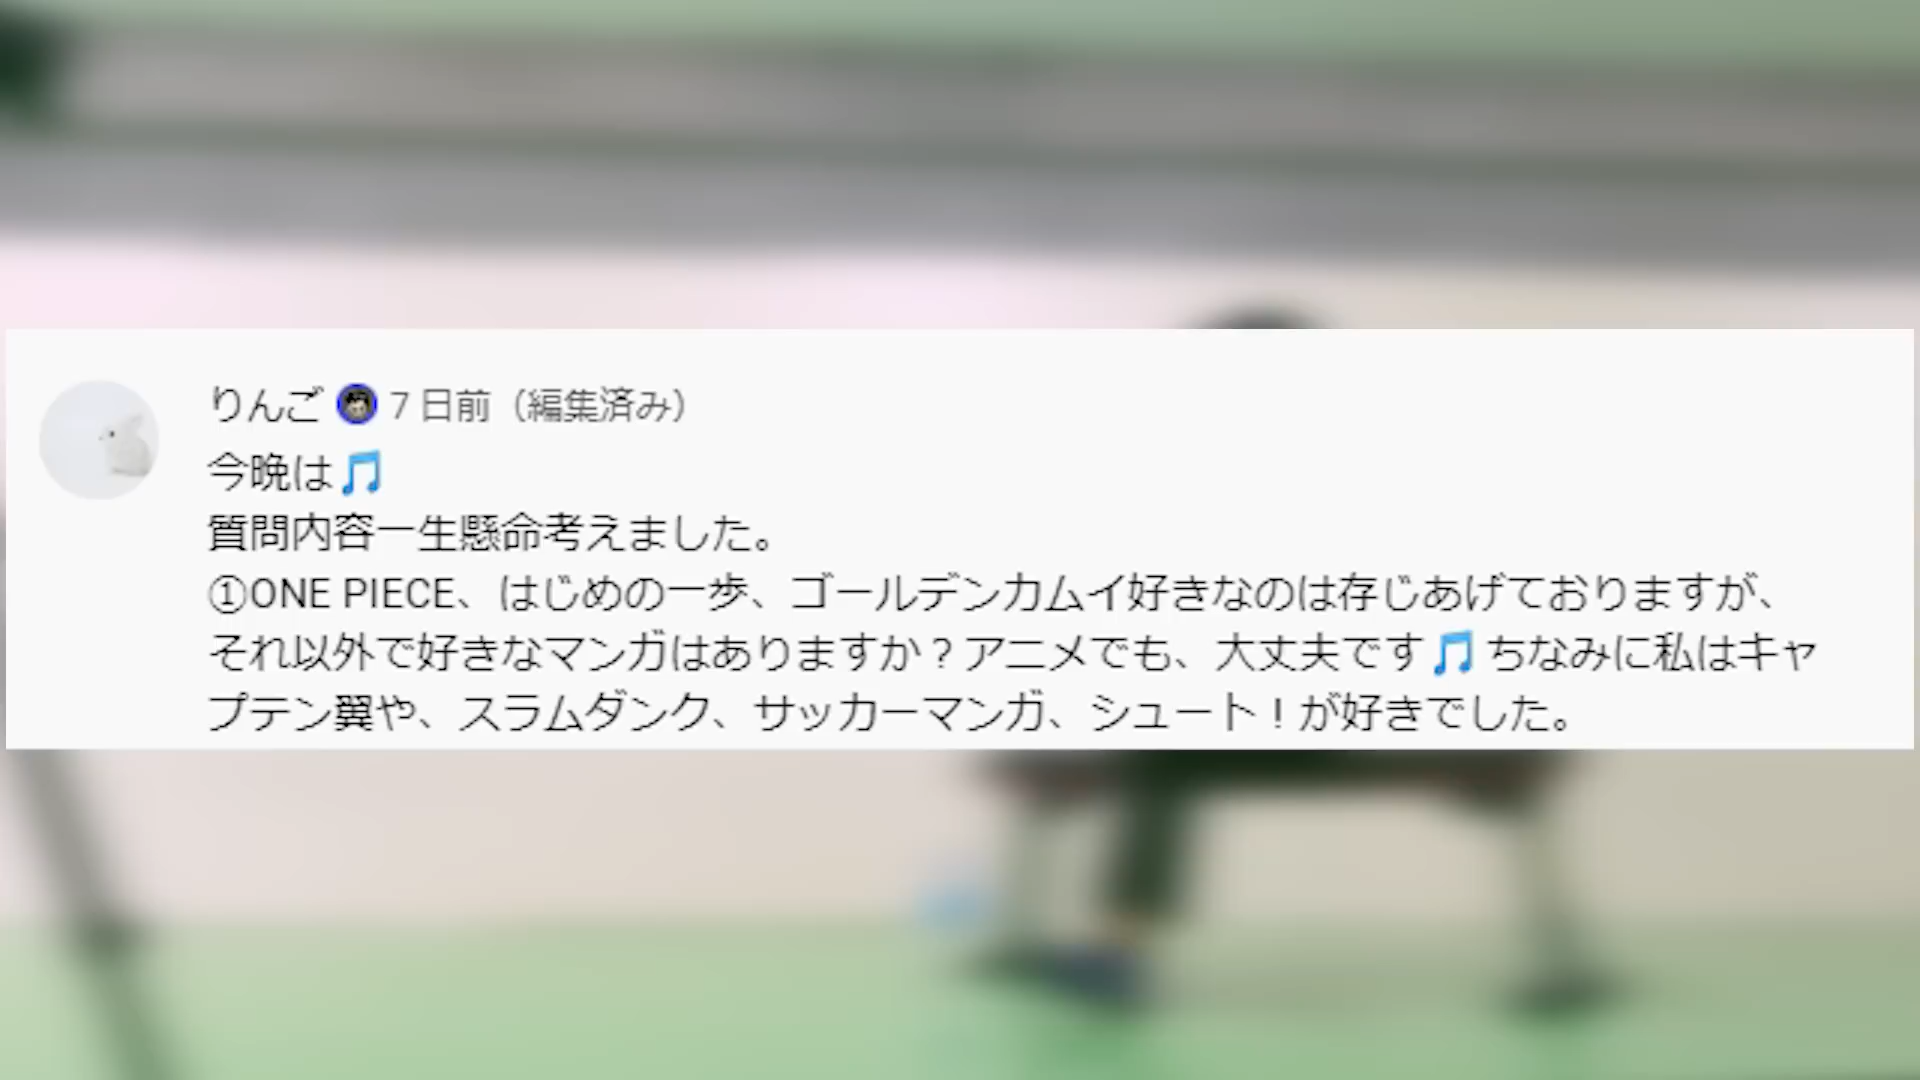 りんご 7 日前（編集済み）
今晩は🎵
質問内容一生懸命考えました。
①ONE PIECE、はじめの一歩、ゴールデンカムイ好きなのは存じあげておりますが、
それ以外で好きなマンガはありますか？アニメでも、大丈夫です🎵 ちなみに私はキャ
プテン翼や、スラムダンク、サッカーマンガ、シュート！が好きでした。